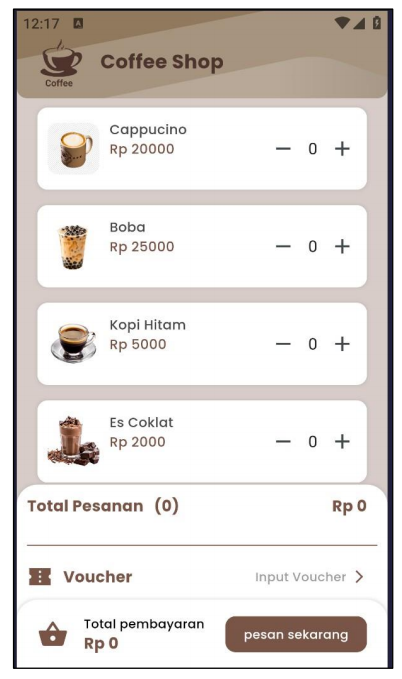 12:17
Coffee Shop
Coffee
Cappucino
Rp 20000
0
Boba
Rp 25000
0
Kopi Hitam
Rp 5000
0
Es Coklat
Rp 2000
0
Total Pesanan (0) Rp 0
Voucher Input Voucher
Total pembayaran
Rp 0
pesan sekarang